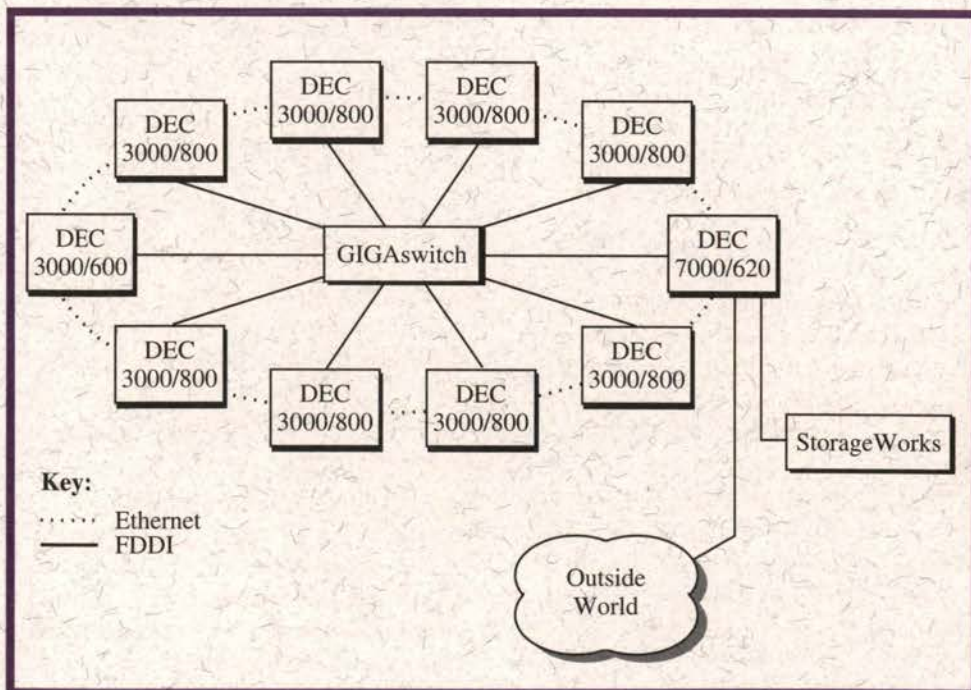 DEC
3000/800
DEC
3000/800
DEC
3000/800
DEC
3000/800
DEC
3000/600
GIGAswitch
DEC
7000/620
DEC
3000/800
DEC
3000/800
DEC
3000/800
DEC
3000/800
StorageWorks
Key:
Ethernet
FDDI
Outside
World